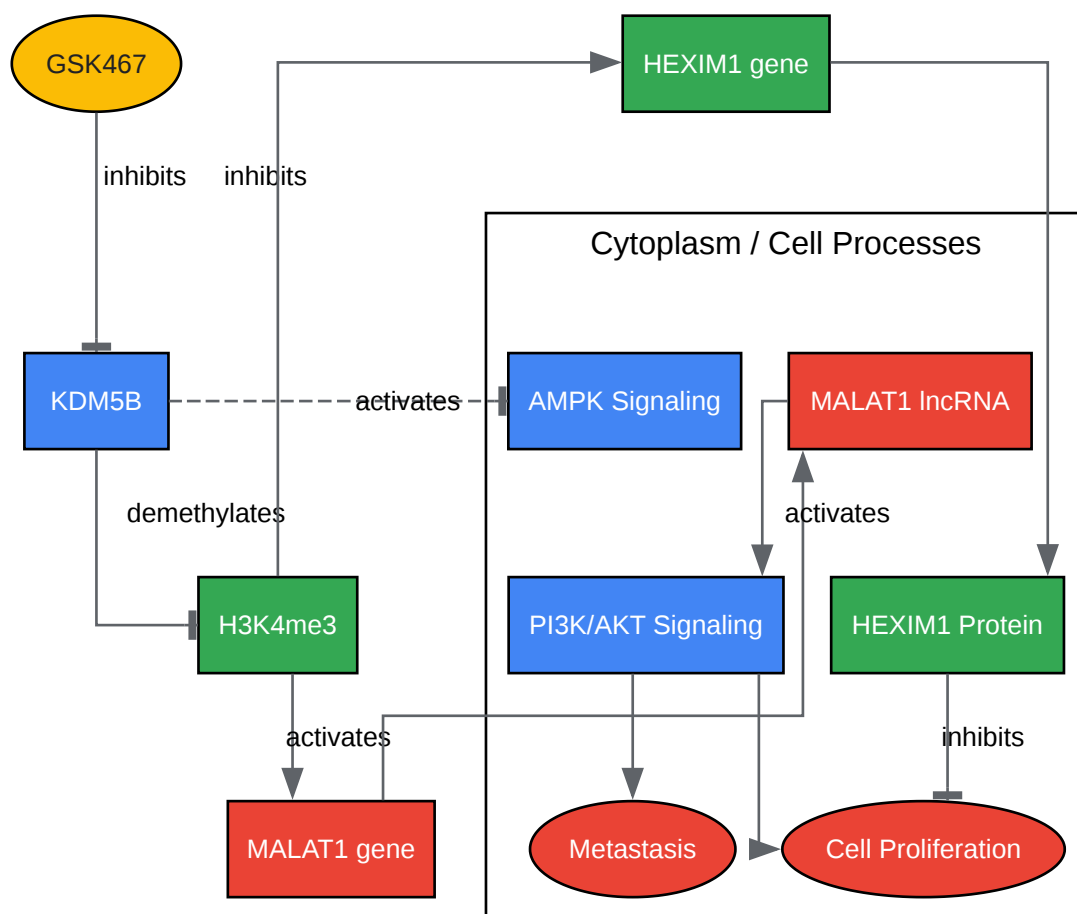 GSK467
HEXIM1 gene
inhibits
inhibits
Cytoplasm / Cell Processes
KDM5B
activates
AMPK Signaling
MALAT1 lncRNA
demethylates
activates
H3K4me3
PI3K/AKT Signaling
HEXIM1 Protein
activates
inhibits
MALAT1 gene
Metastasis
Cell Proliferation